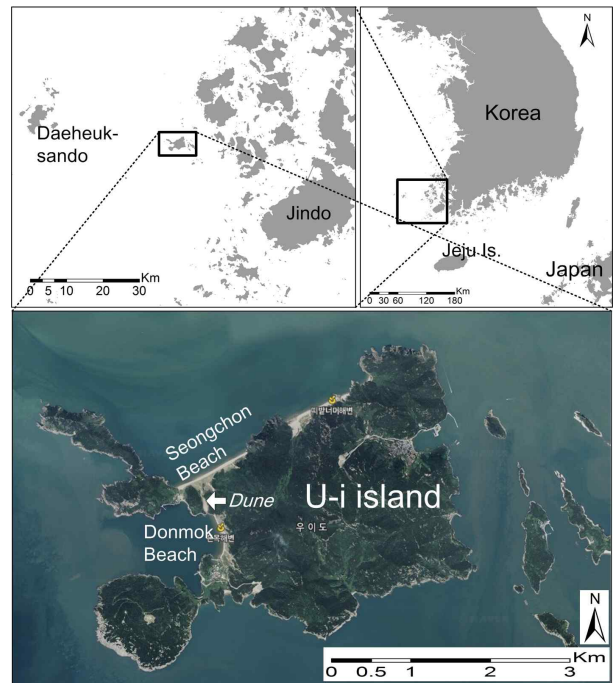 Daeheuk-
sando
Jindo
Km
0 5 10 20 30
N
Korea
Jeju Is.
Japan
Km
0 30 60 120 180
Seongchon
Beach
Dune
U-i island
우이도
Donmok
Beach
N
Km
0 0.5 1 2 3